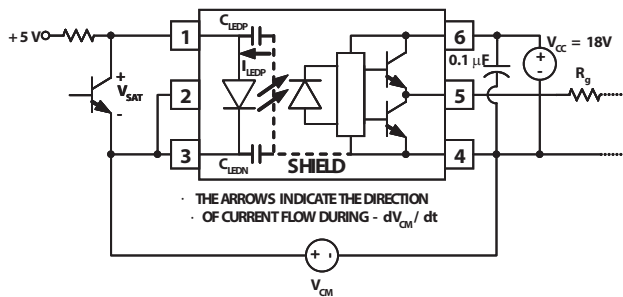 +5 V
1
C_LEDP
I_LEDP
6
0.1 µF
V_CC = 18V
+
-
+
V_SAT
-
2
5
R_g
3
C_LEDN
SHIELD
4
· THE ARROWS INDICATE THE DIRECTION
· OF CURRENT FLOW DURING - dV_CM / dt
+ -
V_CM